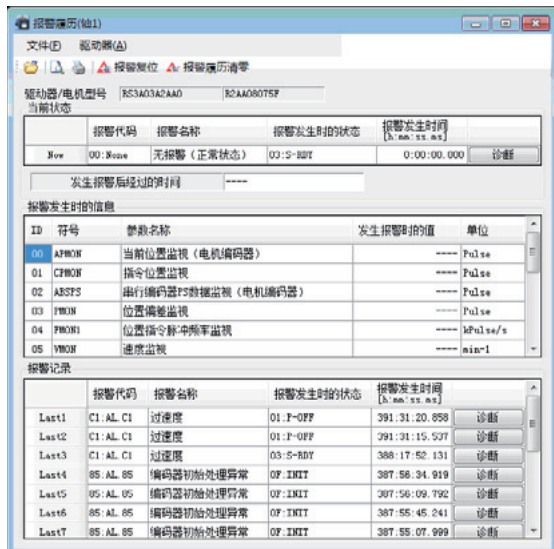 报警履历(轴1)
文件(F) 驱动器(A)
报警复位 报警履历清零
驱动器/电机型号 RS3A03A2AA0 R2AA08075F
当前状态
报警代码 报警名称 报警发生时的状态 报警发生时间 [h:mm:ss.ms]
Now 00:None 无报警（正常状态） 03:S-RDY 0:00:00.000 诊断
发生报警后经过的时间 ----
报警发生时的信息
ID 符号 参数名称 发生报警时的值 单位
00 APMON 当前位置监视（电机编码器） ---- Pulse
01 CPMON 指令位置监视 ---- Pulse
02 ABSPS 串行编码器PS数据监视（电机编码器） ---- Pulse
03 PMON 位置偏差监视 ---- Pulse
04 FMON1 位置指令脉冲频率监视 ---- kPulse/s
05 VMON 速度监视 ---- min-1
报警记录
报警代码 报警名称 报警发生时的状态 报警发生时间 [h:mm:ss.ms]
Last1 C1:AL.C1 过速度 01:P-OFF 391:31:20.858 诊断
Last2 C1:AL.C1 过速度 01:P-OFF 391:31:15.537 诊断
Last3 C1:AL.C1 过速度 03:S-RDY 388:17:52.131 诊断
Last4 85:AL.85 编码器初始处理异常 0F:INIT 387:56:34.919 诊断
Last5 85:AL.85 编码器初始处理异常 0F:INIT 387:56:09.792 诊断
Last6 85:AL.85 编码器初始处理异常 0F:INIT 387:55:45.241 诊断
Last7 85:AL.85 编码器初始处理异常 0F:INIT 387:55:07.999 诊断